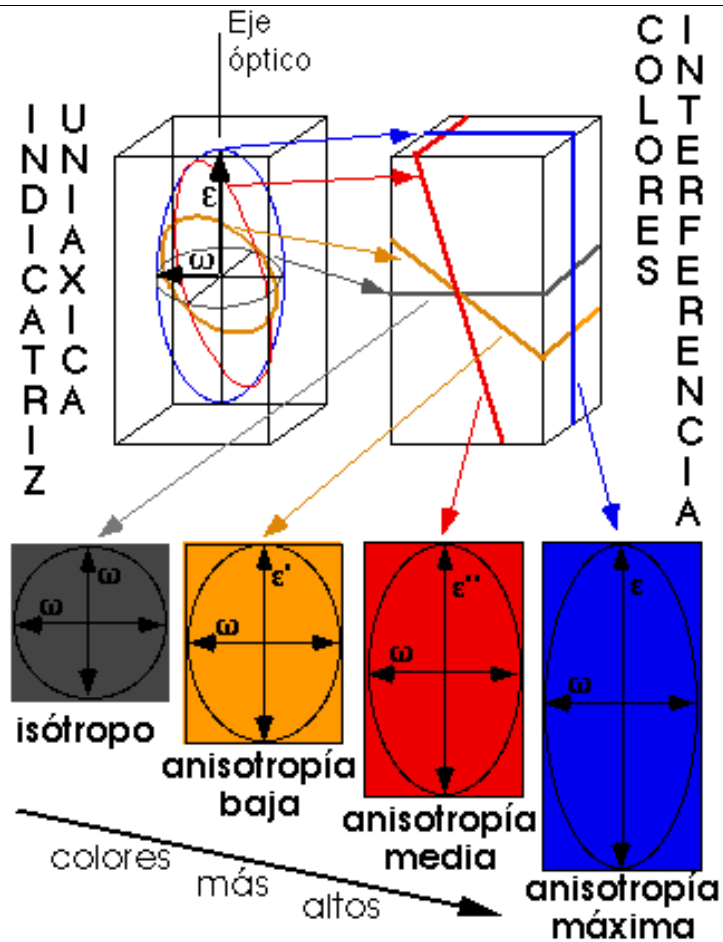 Eje
óptico
INDICATRIZ
UNIAXICA
COLORES
INTERFERENCIA
ε
ω
ω
ω
isótropo
ε'
ω
anisotropía
baja
ε''
ω
anisotropía
media
ε
ω
anisotropía
máxima
colores
más
altos